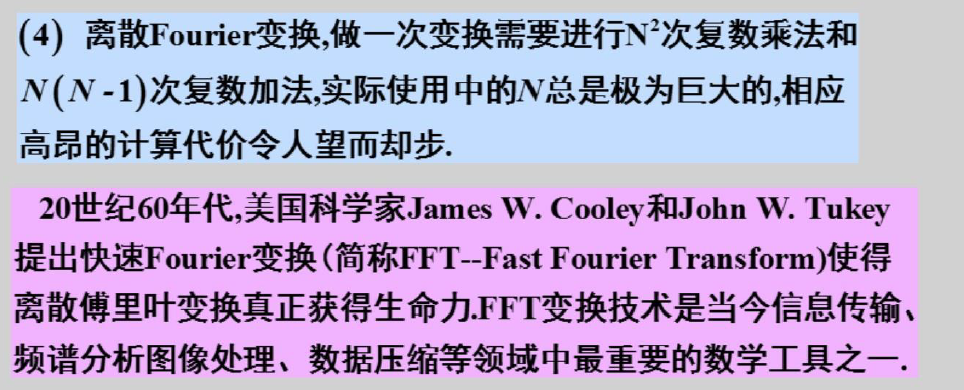 (4) 离散Fourier变换,做一次变换需要进行N²次复数乘法和
N(N-1)次复数加法,实际使用中的N总是极为巨大的,相应
高昂的计算代价令人望而却步.
20世纪60年代,美国科学家James W. Cooley和John W. Tukey
提出快速Fourier变换(简称FFT--Fast Fourier Transform)使得
离散傅里叶变换真正获得生命力.FFT变换技术是当今信息传输、
频谱分析图像处理、数据压缩等领域中最重要的数学工具之一.